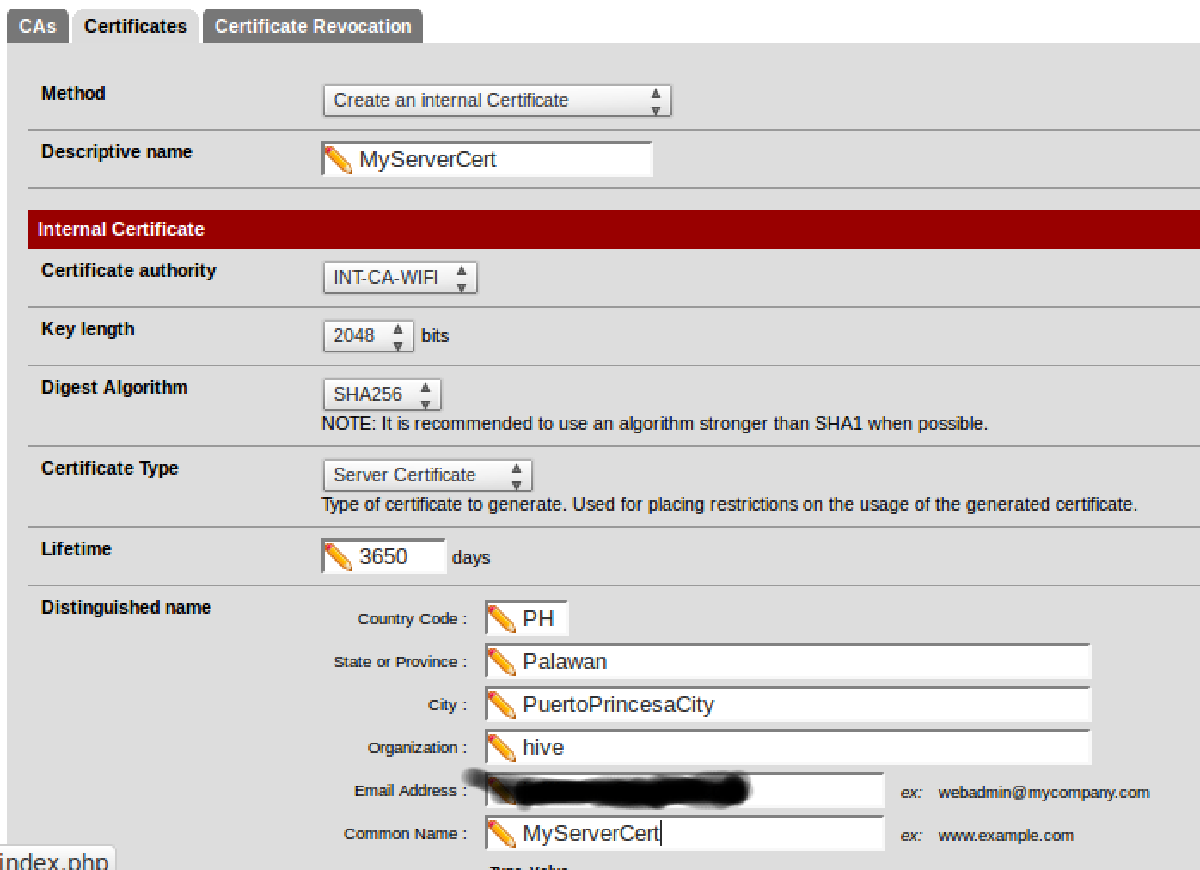 CAs Certificates Certificate Revocation
Method Create an internal Certificate
Descriptive name MyServerCert
Internal Certificate
Certificate authority INT-CA-WIFI
Key length 2048 bits
Digest Algorithm SHA256
NOTE: It is recommended to use an algorithm stronger than SHA1 when possible.
Certificate Type Server Certificate
Type of certificate to generate. Used for placing restrictions on the usage of the generated certificate.
Lifetime 3650 days
Distinguished name
Country Code : PH
State or Province : Palawan
City : PuertoPrincesaCity
Organization : hive
Email Address : ex: webadmin@mycompany.com
Common Name : MyServerCert ex: www.example.com
index.php